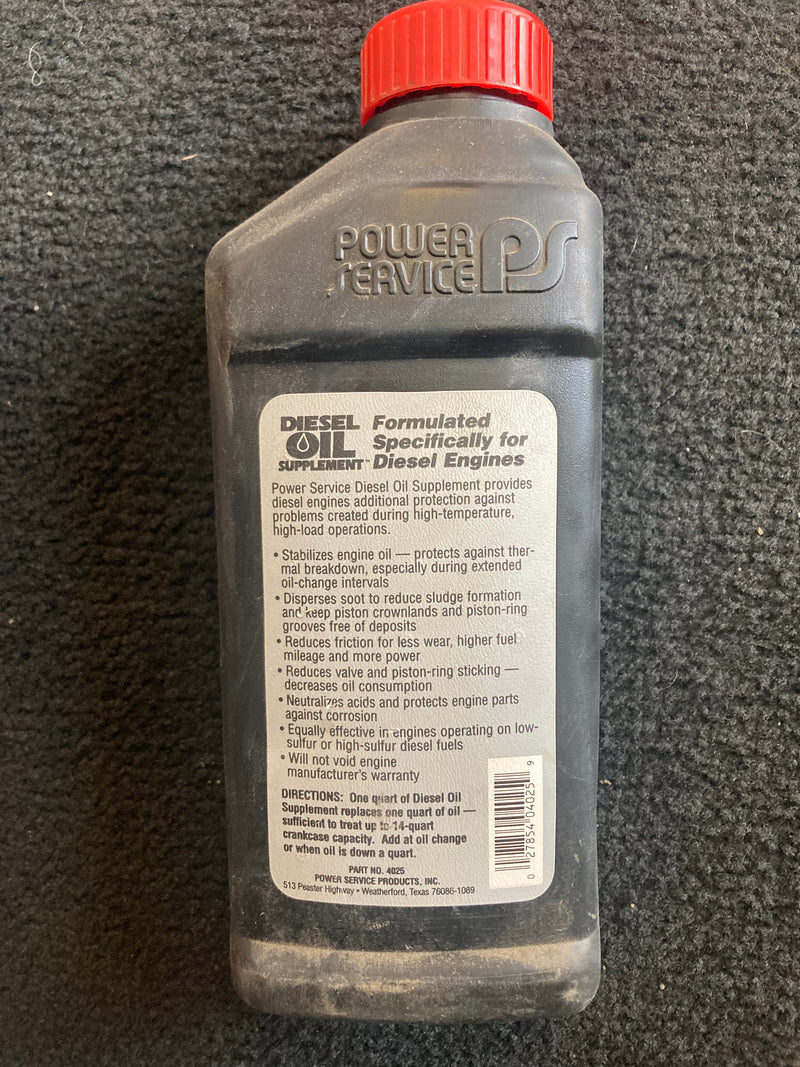 POWER
SERVICE PS
DIESEL
OIL
SUPPLEMENT™
Formulated
Specifically for
Diesel Engines
Power Service Diesel Oil Supplement provides
diesel engines additional protection against
problems created during high-temperature,
high-load operations.
• Stabilizes engine oil — protects against ther-
mal breakdown, especially during extended
oil-change intervals
• Disperses soot to reduce sludge formation
and keep piston crownlands and piston-ring
grooves free of deposits
• Reduces friction for less wear, higher fuel
mileage and more power
• Reduces valve and piston-ring sticking —
decreases oil consumption
• Neutralizes acids and protects engine parts
against corrosion
• Equally effective in engines operating on low-
sulfur or high-sulfur diesel fuels
• Will not void engine
manufacturer's warranty
DIRECTIONS: One quart of Diesel Oil
Supplement replaces one quart of oil —
sufficient to treat up to 14-quart
crankcase capacity. Add at oil change
or when oil is down a quart.
PART NO. 4025
POWER SERVICE PRODUCTS, INC.
513 Peaster Highway • Weatherford, Texas 76086-1089
0 27854 04025 9